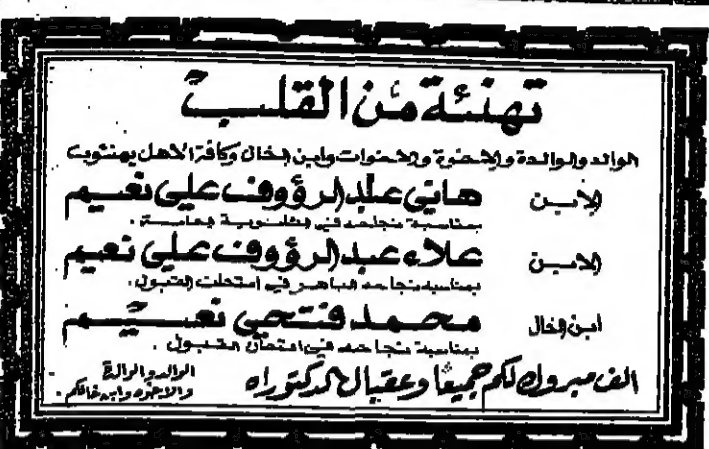 تهنئة من القلب
الوالد والوالدة والاخوة والاخوات وابن الخال وكافة الاهل يهنئون
الابن هاني عبد الرؤوف علي نعيم
بمناسبة نجاحه في الثانوية العامة .
الابن علاء عبد الرؤوف علي نعيم
بمناسبة نجاحه الباهر في امتحان القبول .
ابن الخال محمد فتحي نعيم
بمناسبة نجاحه في امتحان القبول .
الف مبروك لكم جميعا وعقبال الدكتوراه
الوالد والوالدة
والاخوة وابن خالكم .